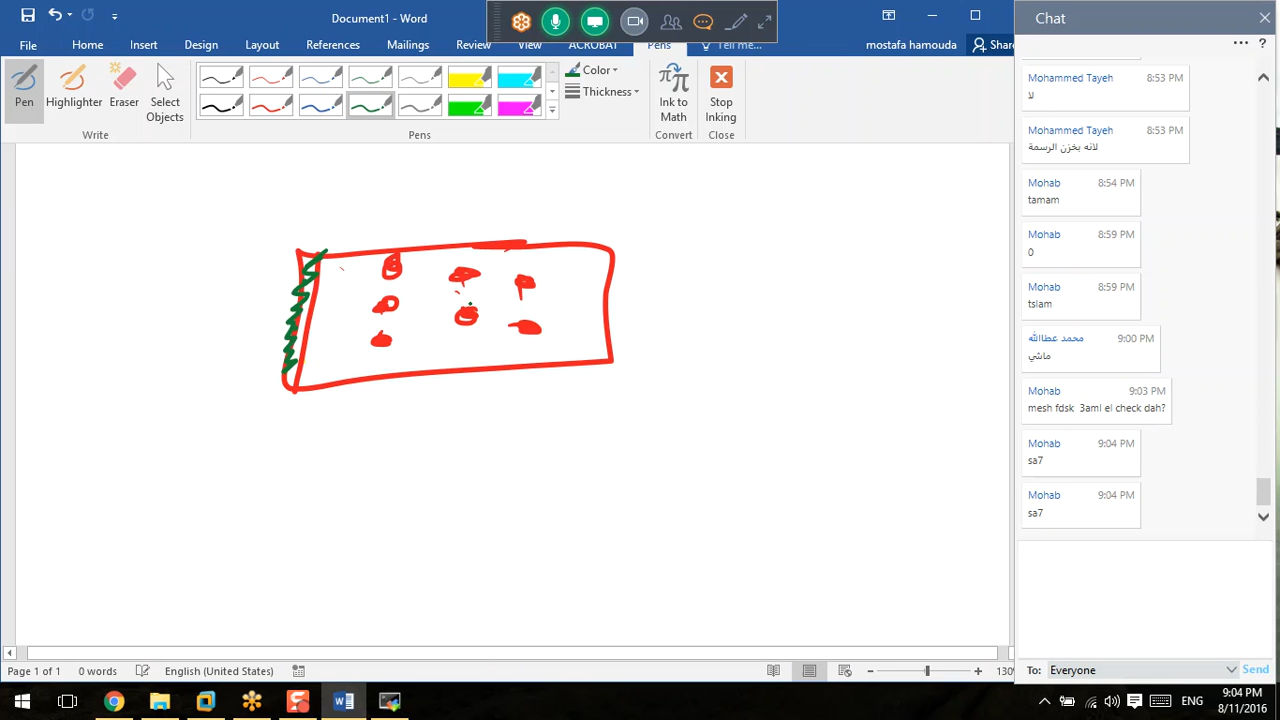 Document1 - Word
File
Home
Insert
Design
Layout
References
Mailings
Review
View
ACROBAT
Pens
Tell me...
mostafa hamouda
Share
Pen
Highlighter
Eraser
Select
Objects
Write
Pens
Color
Thickness
Ink to
Math
Convert
Stop
Inking
Close
Page 1 of 1
0 words
English (United States)
130
Chat
Mohammed Tayeh 8:53 PM
لا
Mohammed Tayeh 8:53 PM
لانه بخزن الرسمة
Mohab 8:54 PM
tamam
Mohab 8:59 PM
0
Mohab 8:59 PM
tslam
محمد عطاالله 9:00 PM
ماشي
Mohab 9:03 PM
mesh fdsk 3aml el check dah?
Mohab 9:04 PM
sa7
Mohab 9:04 PM
sa7
To: Everyone
Send
ENG
9:04 PM
8/11/2016